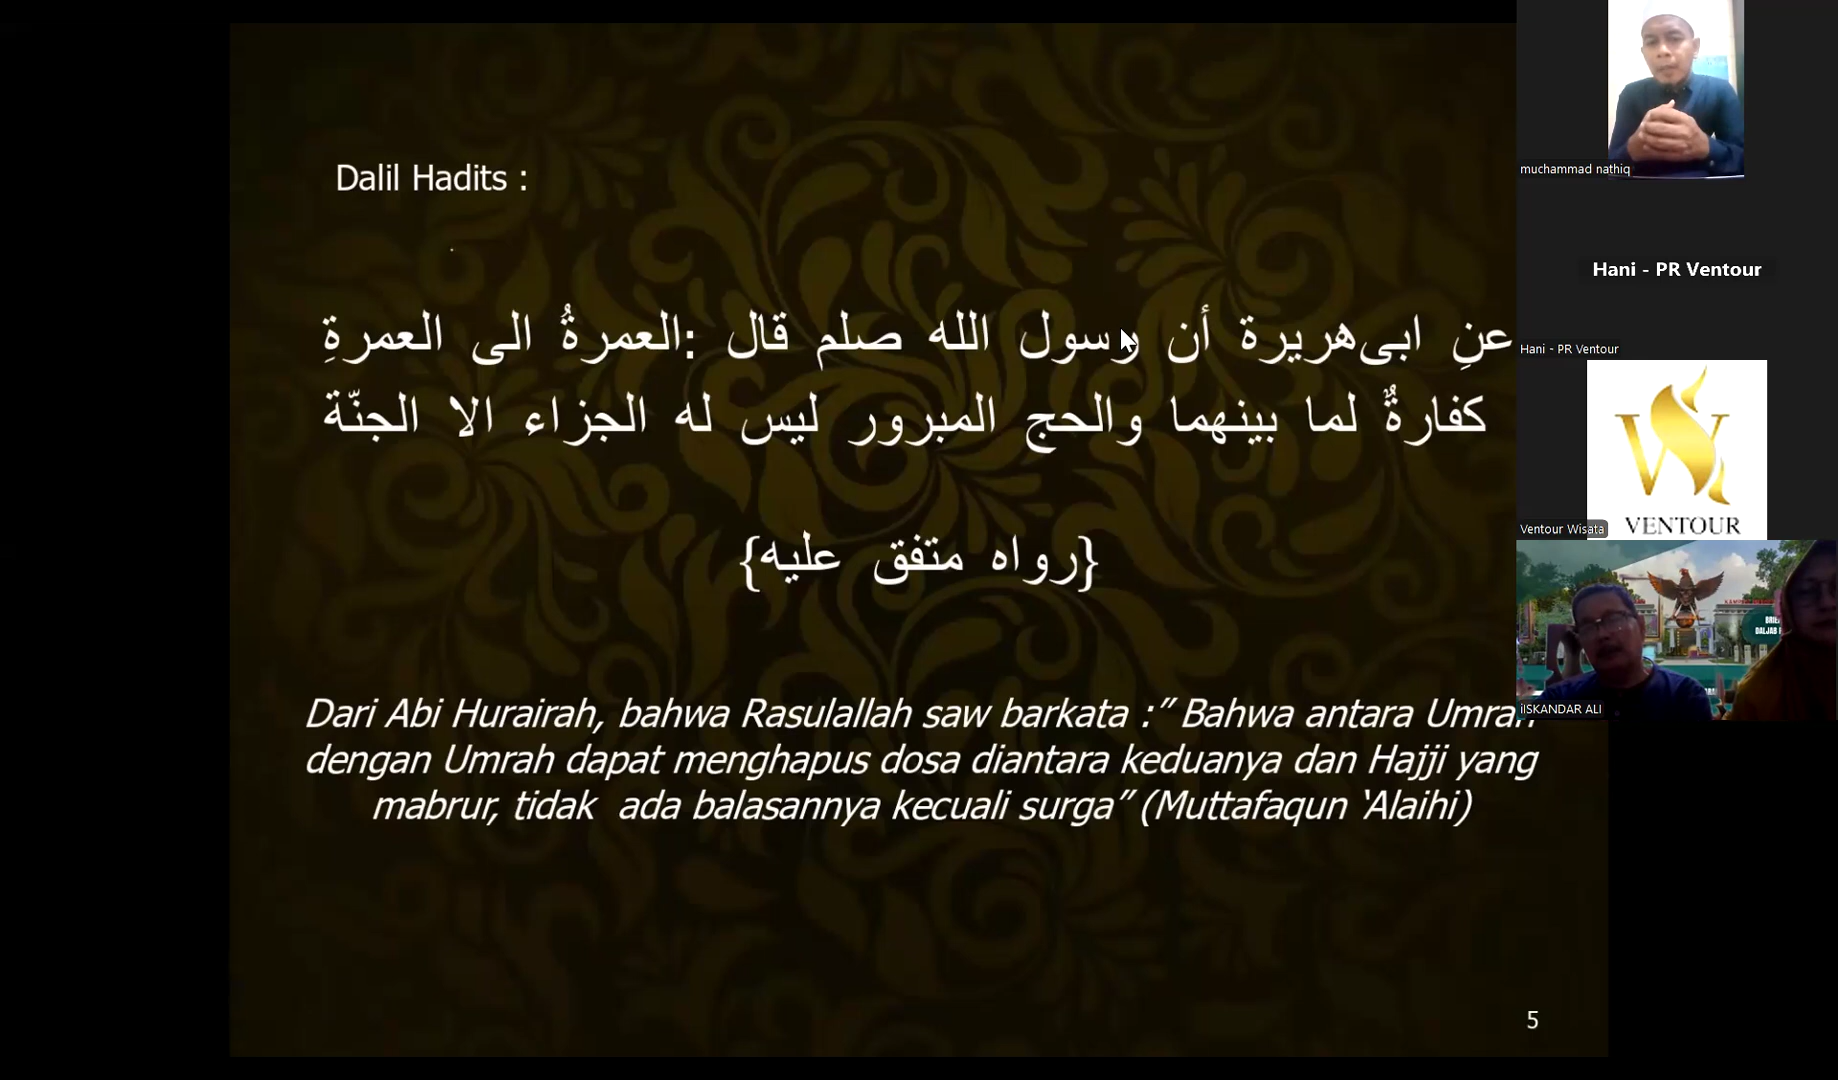 Dalil Hadits :
عنِ ابى‌هريرة أن رسول الله صلم قال :العمرةُ الى العمرةِ
كفارةٌ لما بينهما والحج المبرور ليس له الجزاء الا الجنّة
{رواه متفق عليه}
Dari Abi Hurairah, bahwa Rasulallah saw barkata :” Bahwa antara Umrah
dengan Umrah dapat menghapus dosa diantara keduanya dan Hajji yang
mabrur, tidak ada balasannya kecuali surga” (Muttafaqun ‘Alaihi)
5
muchammad nathiq
Hani - PR Ventour
Hani - PR Ventour
VENTOUR
Ventour Wisata
iISKANDAR ALI